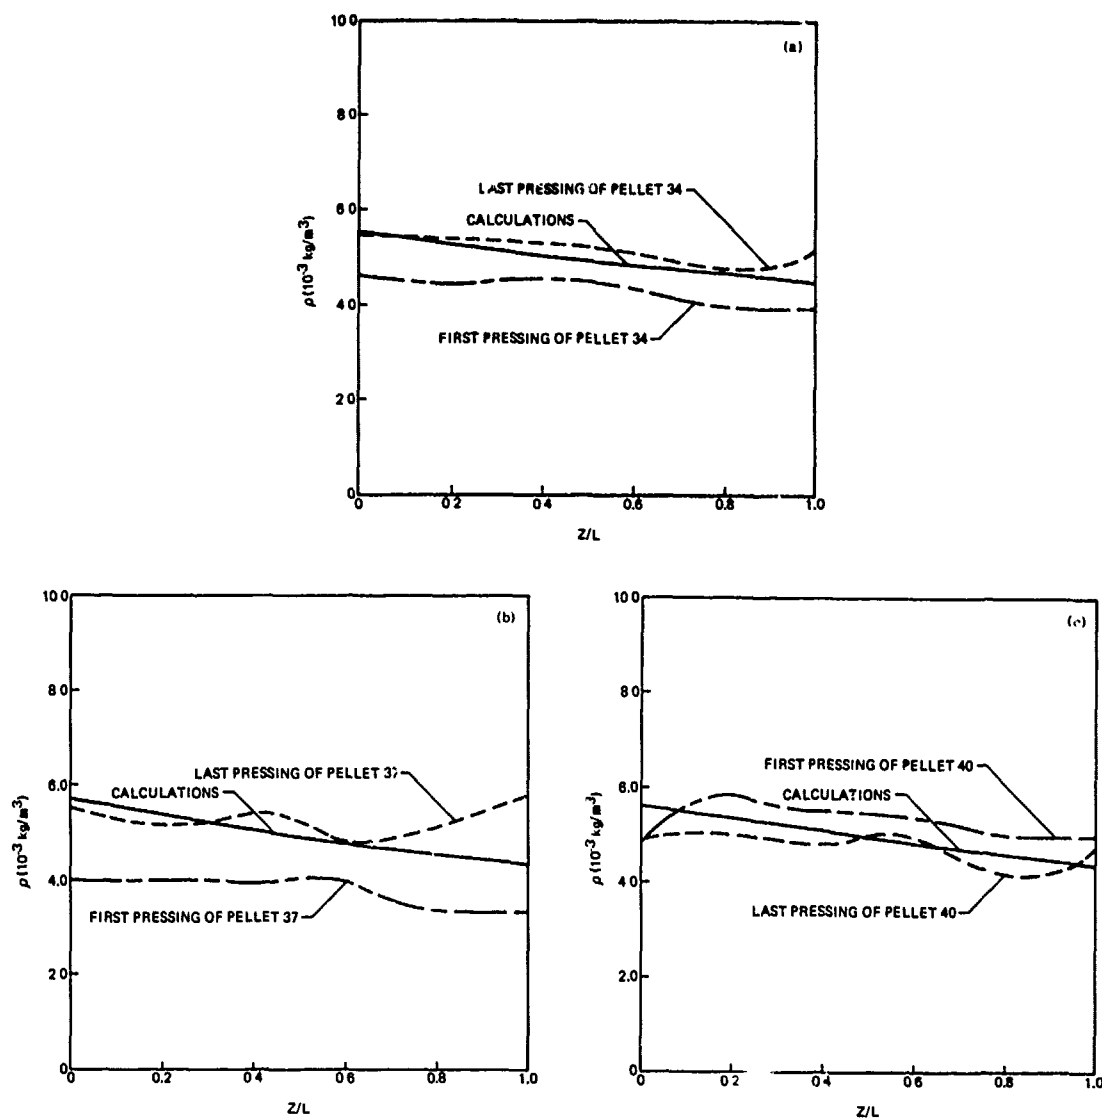 (a)
10 0
8 0
6 0
4 0
2 0
0
ρ (10⁻³ kg/m³)
LAST PRESSING OF PELLET 34
CALCULATIONS
FIRST PRESSING OF PELLET 34
0 0 2 0 4 0.6 0.8 1.0
Z/L
(b)
10 0
8 0
6.0
4.0
2 0
0
ρ (10⁻³ kg/m³)
LAST PRESSING OF PELLET 37
CALCULATIONS
FIRST PRESSING OF PELLET 37
0 0.2 0.4 0.6 0.8 1.0
Z/L
10 0
8 0
6 0
4 0
2.0
0
ρ (10⁻³ kg/m³)
FIRST PRESSING OF PELLET 40
CALCULATIONS
LAST PRESSING OF PELLET 40
0 0 2 0 4 0.6 0.8 1.0
Z/L